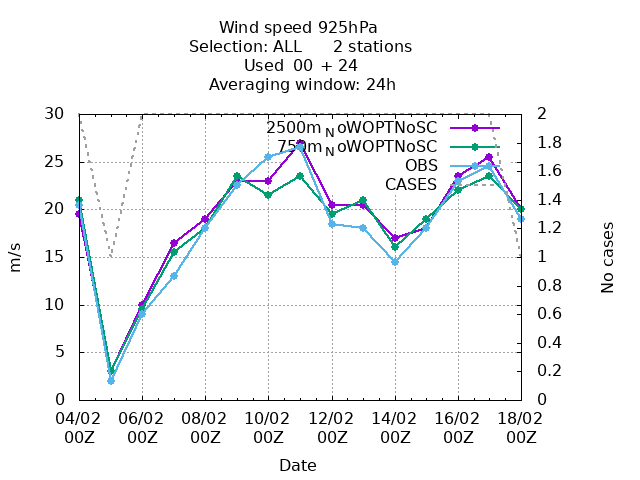 Wind speed 925hPa
Selection: ALL      2 stations
Used  00  + 24
Averaging window: 24h
30
25
20
15
10
5
0
2
1.8
1.6
1.4
1.2
1
0.8
0.6
0.4
0.2
0
m/s
No cases
2500m_NoWOPTNoSC
750m_NoWOPTNoSC
OBS
CASES
04/02 06/02 08/02 10/02 12/02 14/02 16/02 18/02
00Z 00Z 00Z 00Z 00Z 00Z 00Z 00Z
Date